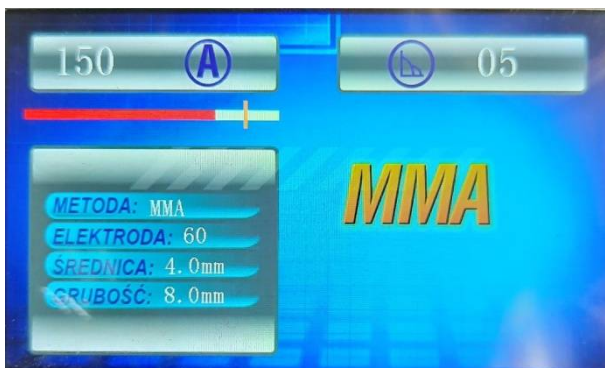 150 A
05
METODA: MMA
ELEKTRODA: 60
ŚREDNICA: 4.0mm
GRUBOŚĆ: 8.0mm
MMA